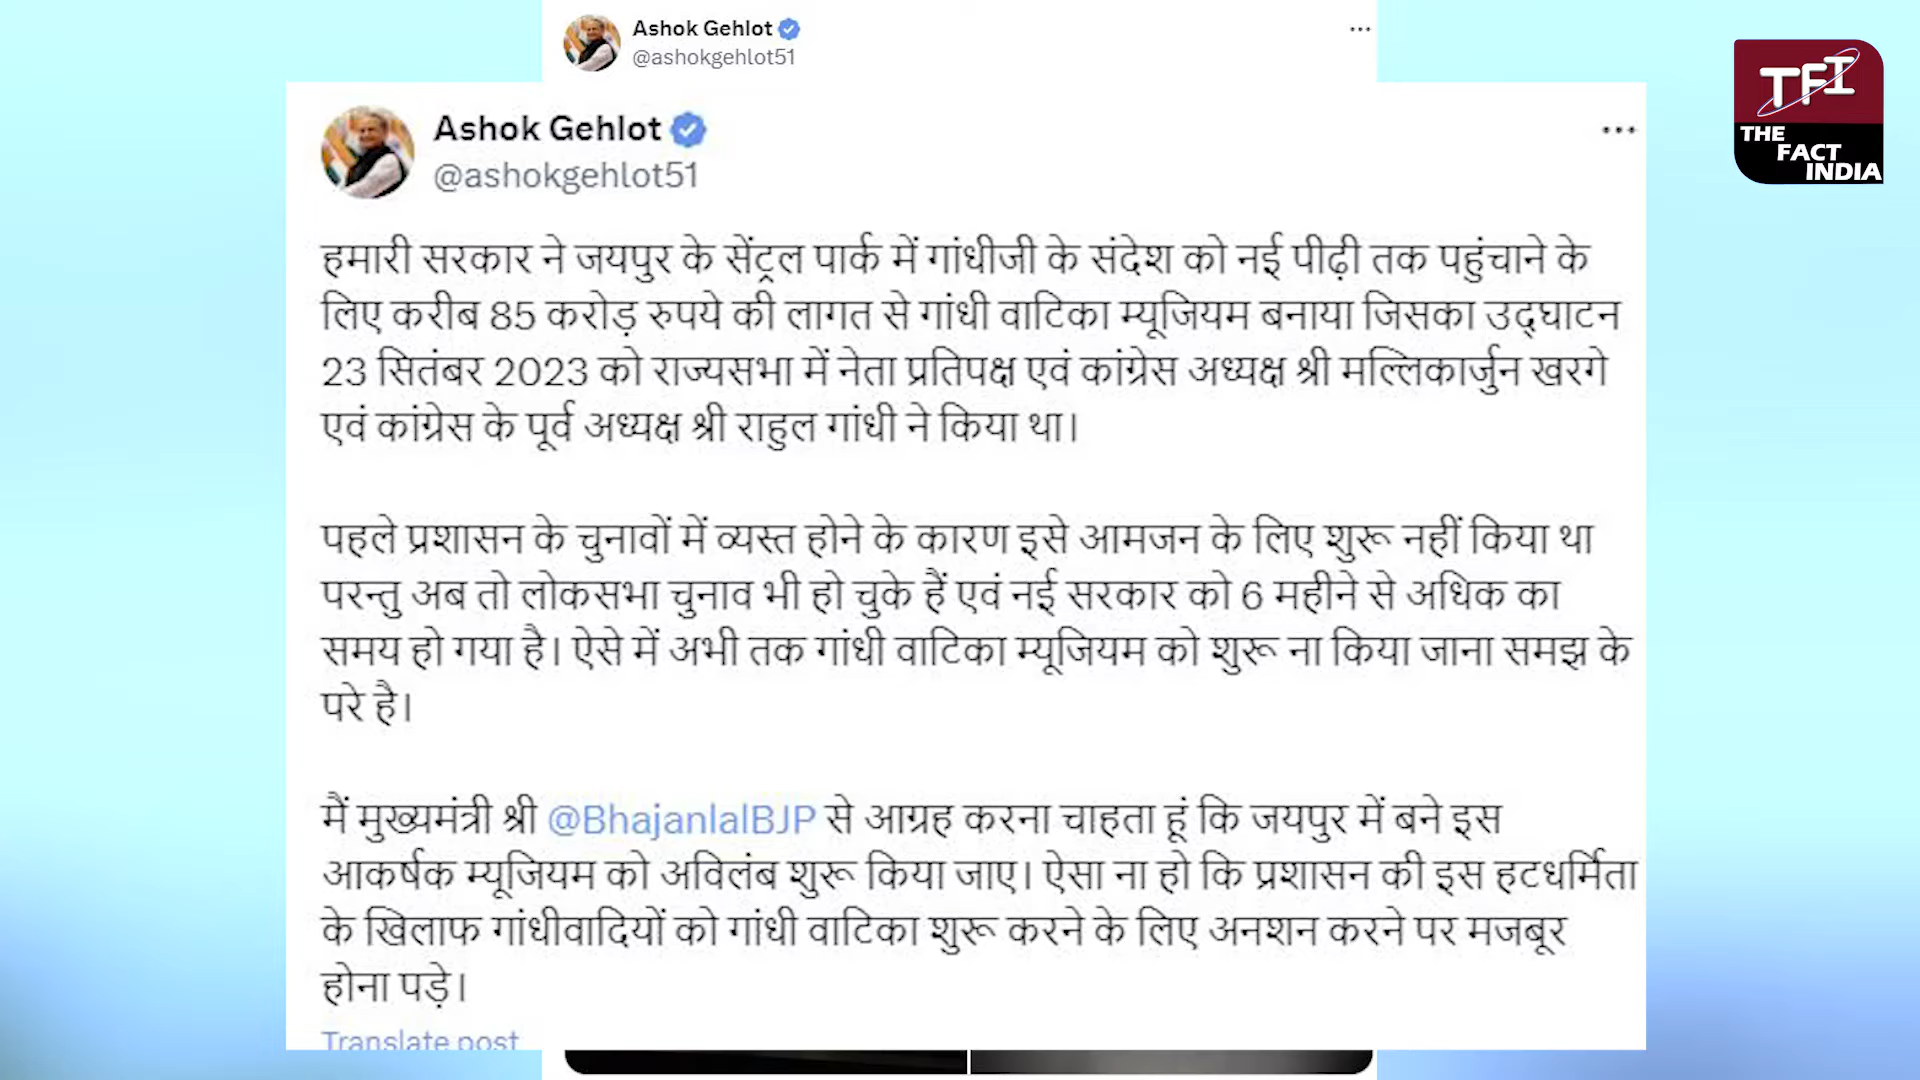 Ashok Gehlot
@ashokgehlot51
Ashok Gehlot
@ashokgehlot51
TFI
THE
FACT
INDIA
हमारी सरकार ने जयपुर के सेंट्रल पार्क में गांधीजी के संदेश को नई पीढ़ी तक पहुंचाने के
लिए करीब 85 करोड़ रुपये की लागत से गांधी वाटिका म्यूजियम बनाया जिसका उद्घाटन
23 सितंबर 2023 को राज्यसभा में नेता प्रतिपक्ष एवं कांग्रेस अध्यक्ष श्री मल्लिकार्जुन खरगे
एवं कांग्रेस के पूर्व अध्यक्ष श्री राहुल गांधी ने किया था।
पहले प्रशासन के चुनावों में व्यस्त होने के कारण इसे आमजन के लिए शुरू नहीं किया था
परन्तु अब तो लोकसभा चुनाव भी हो चुके हैं एवं नई सरकार को 6 महीने से अधिक का
समय हो गया है। ऐसे में अभी तक गांधी वाटिका म्यूजियम को शुरू ना किया जाना समझ के
परे है।
मैं मुख्यमंत्री श्री @BhajanlalBJP से आग्रह करना चाहता हूं कि जयपुर में बने इस
आकर्षक म्यूजियम को अविलंब शुरू किया जाए। ऐसा ना हो कि प्रशासन की इस हटधर्मिता
के खिलाफ गांधीवादियों को गांधी वाटिका शुरू करने के लिए अनशन करने पर मजबूर
होना पड़े।
Translate post